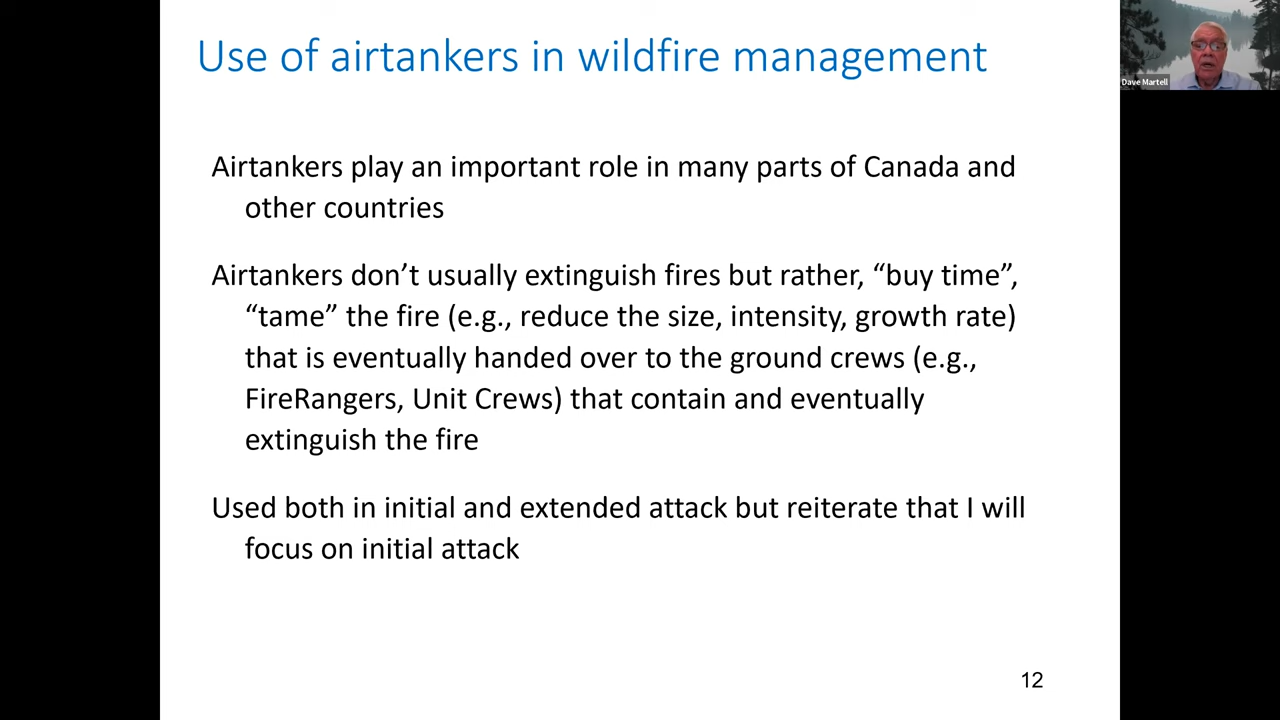 Use of airtankers in wildfire management
Dave Martell
Airtankers play an important role in many parts of Canada and
other countries
Airtankers don’t usually extinguish fires but rather, “buy time”,
“tame” the fire (e.g., reduce the size, intensity, growth rate)
that is eventually handed over to the ground crews (e.g.,
FireRangers, Unit Crews) that contain and eventually
extinguish the fire
Used both in initial and extended attack but reiterate that I will
focus on initial attack
12